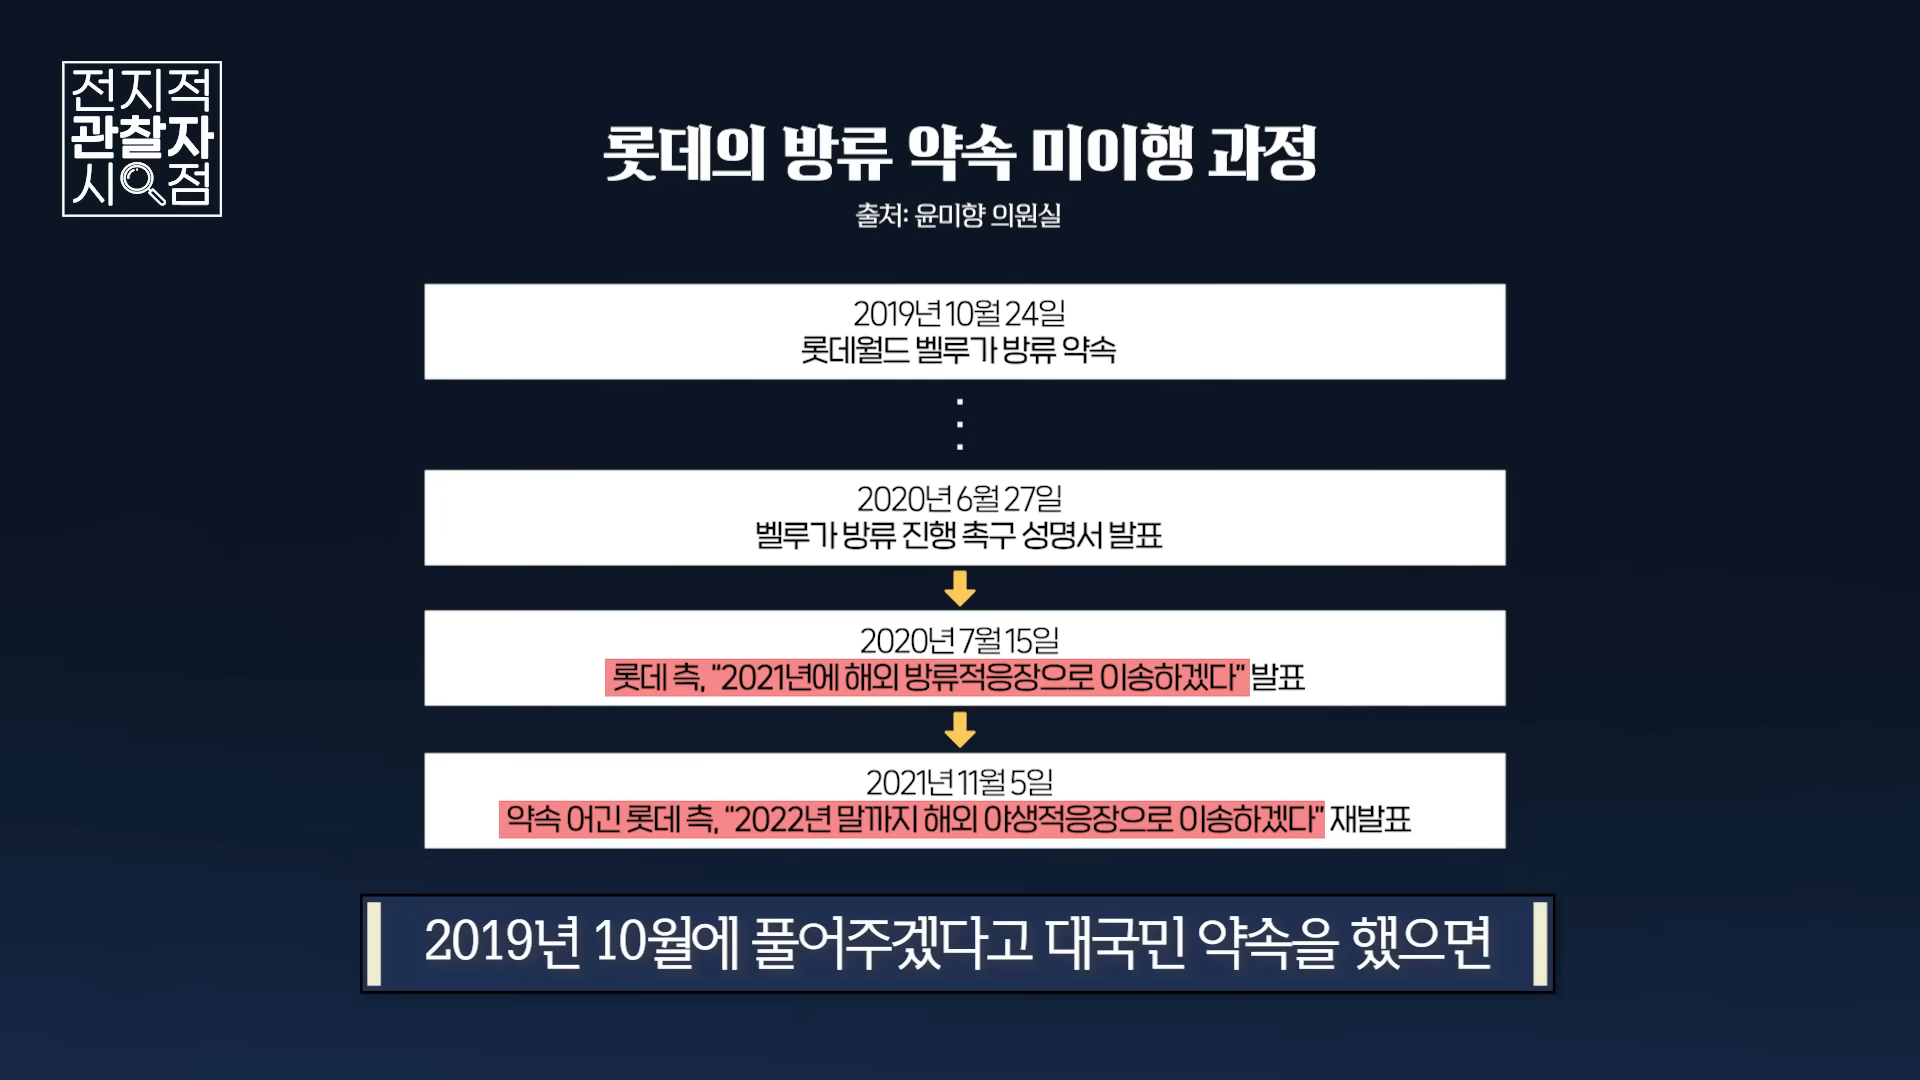 전지적
관찰자
시점
롯데의 방류 약속 미이행 과정
출처: 윤미향 의원실
2019년 10월 24일
롯데월드 벨루가 방류 약속
2020년 6월 27일
벨루가 방류 진행 촉구 성명서 발표
2020년 7월 15일
롯데 측, "2021년에 해외 방류적응장으로 이송하겠다" 발표
2021년 11월 5일
약속 어긴 롯데 측, "2022년 말까지 해외 야생적응장으로 이송하겠다" 재발표
2019년 10월에 풀어주겠다고 대국민 약속을 했으면